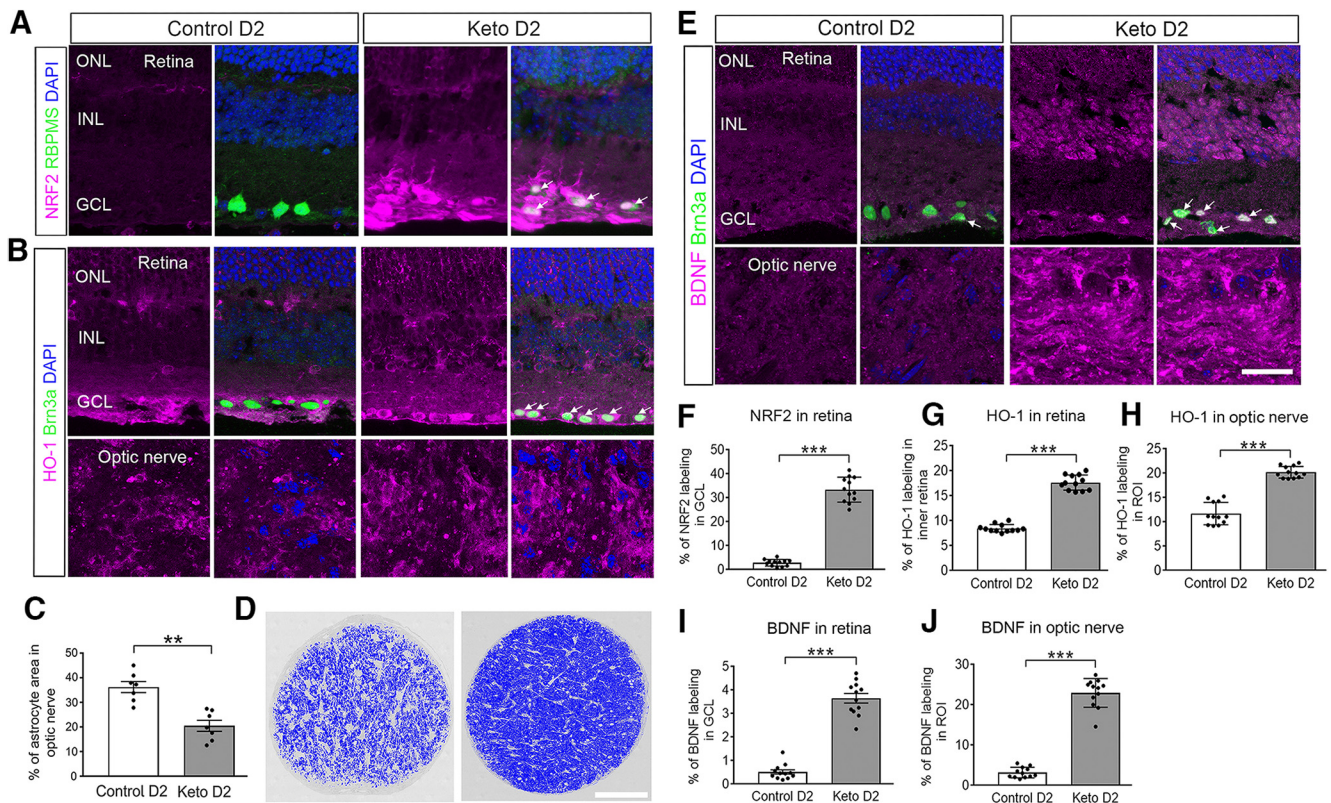 A
Control D2
Keto D2
NRF2 RBPMS DAPI
ONL
Retina
INL
GCL
B
HO-1 Brn3a DAPI
ONL
Retina
INL
GCL
Optic nerve
C
**
% of astrocyte area in
optic nerve
50
40
30
20
10
0
Control D2
Keto D2
D
E
Control D2
Keto D2
BDNF Brn3a DAPI
ONL
Retina
INL
GCL
Optic nerve
F
NRF2 in retina
***
% of NRF2 labeling
in GCL
50
40
30
20
10
0
Control D2
Keto D2
G
HO-1 in retina
***
% of HO-1 labeling in
inner retina
25
20
15
10
5
0
Control D2
Keto D2
H
HO-1 in optic nerve
***
% of HO-1 labeling
in ROI
25
20
15
10
5
0
Control D2
Keto D2
I
BDNF in retina
***
% of BDNF labeling
in GCL
5
4
3
2
1
0
Control D2
Keto D2
J
BDNF in optic nerve
***
% of BDNF labeling
in ROI
30
20
10
0
Control D2
Keto D2